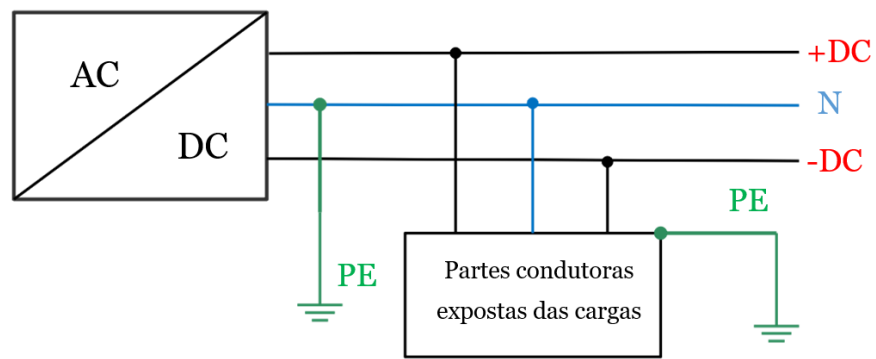 AC
DC
+DC
N
-DC
PE
PE
Partes condutoras
expostas das cargas